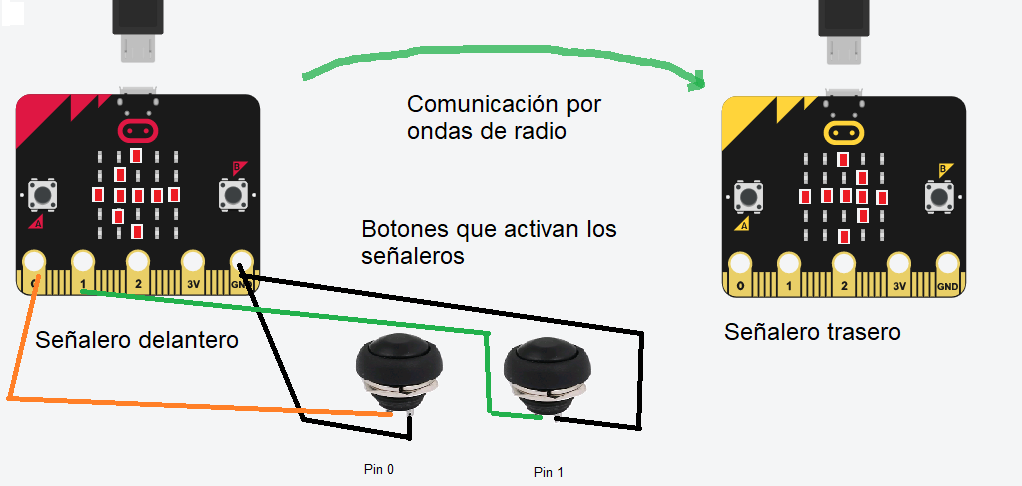 Comunicación por
ondas de radio
B
B
A
A
Botones que activan los
señaleros
0
1
2
3V
GND
0
1
2
3V
GND
Señalero delantero
Señalero trasero
Pin 0
Pin 1